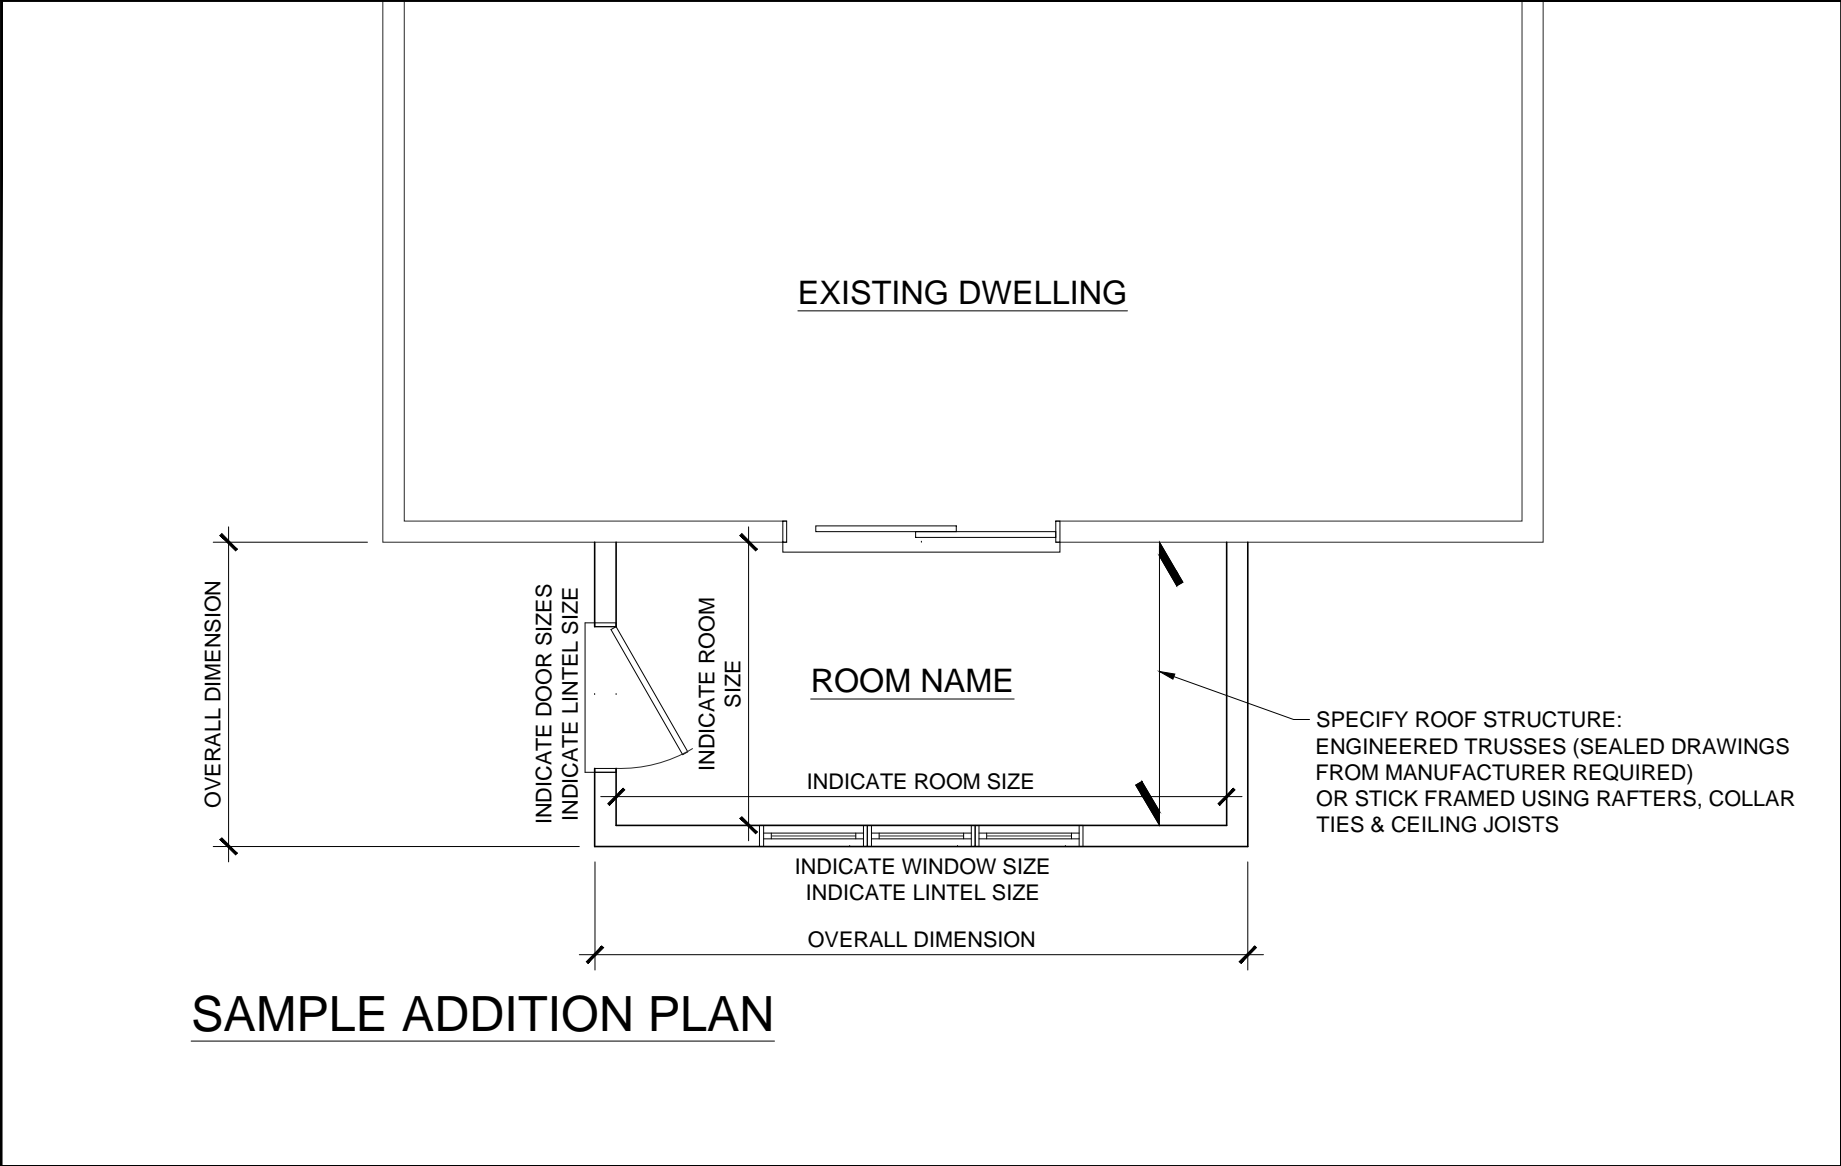 EXISTING DWELLING
OVERALL DIMENSION
INDICATE DOOR SIZES
INDICATE LINTEL SIZE
INDICATE ROOM
SIZE
ROOM NAME
INDICATE ROOM SIZE
SPECIFY ROOF STRUCTURE:
ENGINEERED TRUSSES (SEALED DRAWINGS
FROM MANUFACTURER REQUIRED)
OR STICK FRAMED USING RAFTERS, COLLAR
TIES & CEILING JOISTS
INDICATE WINDOW SIZE
INDICATE LINTEL SIZE
OVERALL DIMENSION
SAMPLE ADDITION PLAN